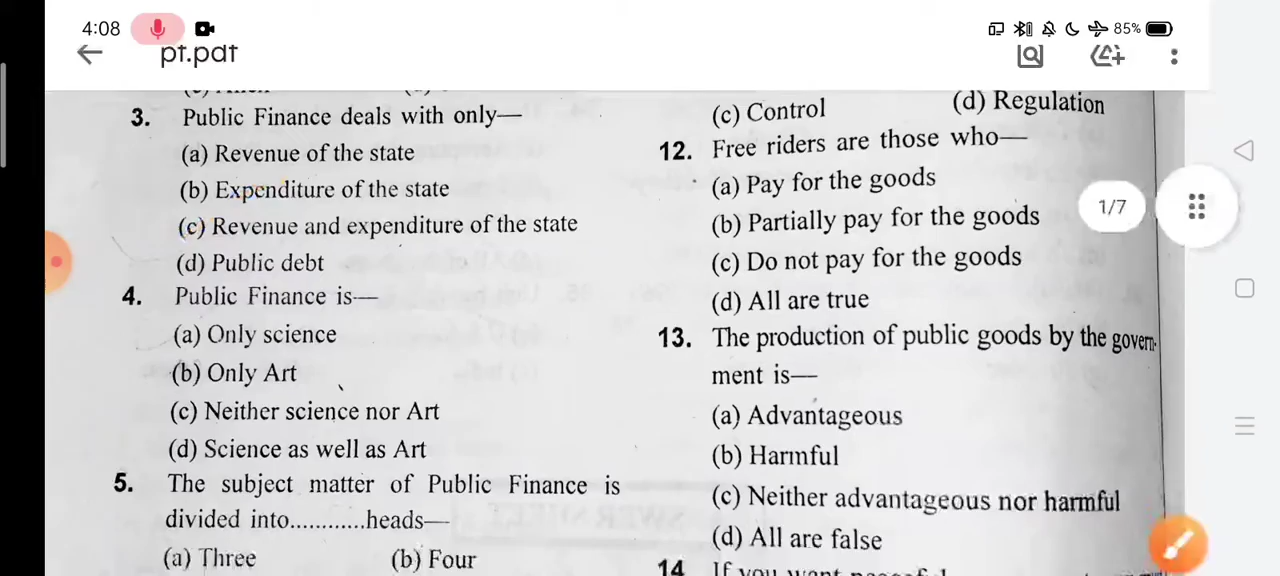 4:08
85%
pt.pdf
3. Public Finance deals with only—
(a) Revenue of the state
(b) Expenditure of the state
(c) Revenue and expenditure of the state
(d) Public debt
4. Public Finance is—
(a) Only science
(b) Only Art
(c) Neither science nor Art
(d) Science as well as Art
5. The subject matter of Public Finance is
divided into...........heads—
(a) Three (b) Four
(c) Control (d) Regulation
12. Free riders are those who—
(a) Pay for the goods
(b) Partially pay for the goods
(c) Do not pay for the goods
(d) All are true
13. The production of public goods by the govern-
ment is—
(a) Advantageous
(b) Harmful
(c) Neither advantageous nor harmful
(d) All are false
14 If you want
1/7